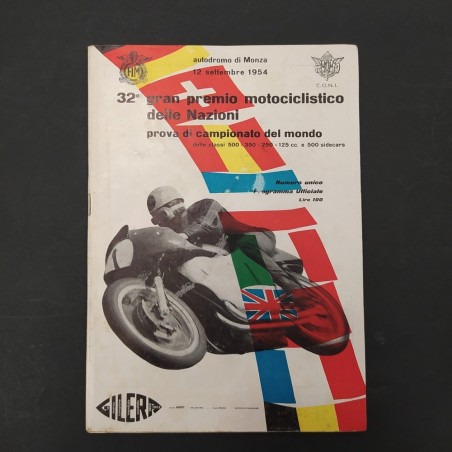 autodromo di Monza
12 settembre 1954
C.O.N.I.
32° gran premio motociclistico
delle Nazioni
prova di campionato del mondo
delle classi 500 - 350 - 250 - 125 cc. e 500 sidecars
Numero unico
Programma Ufficiale
Lire 100
GILERA